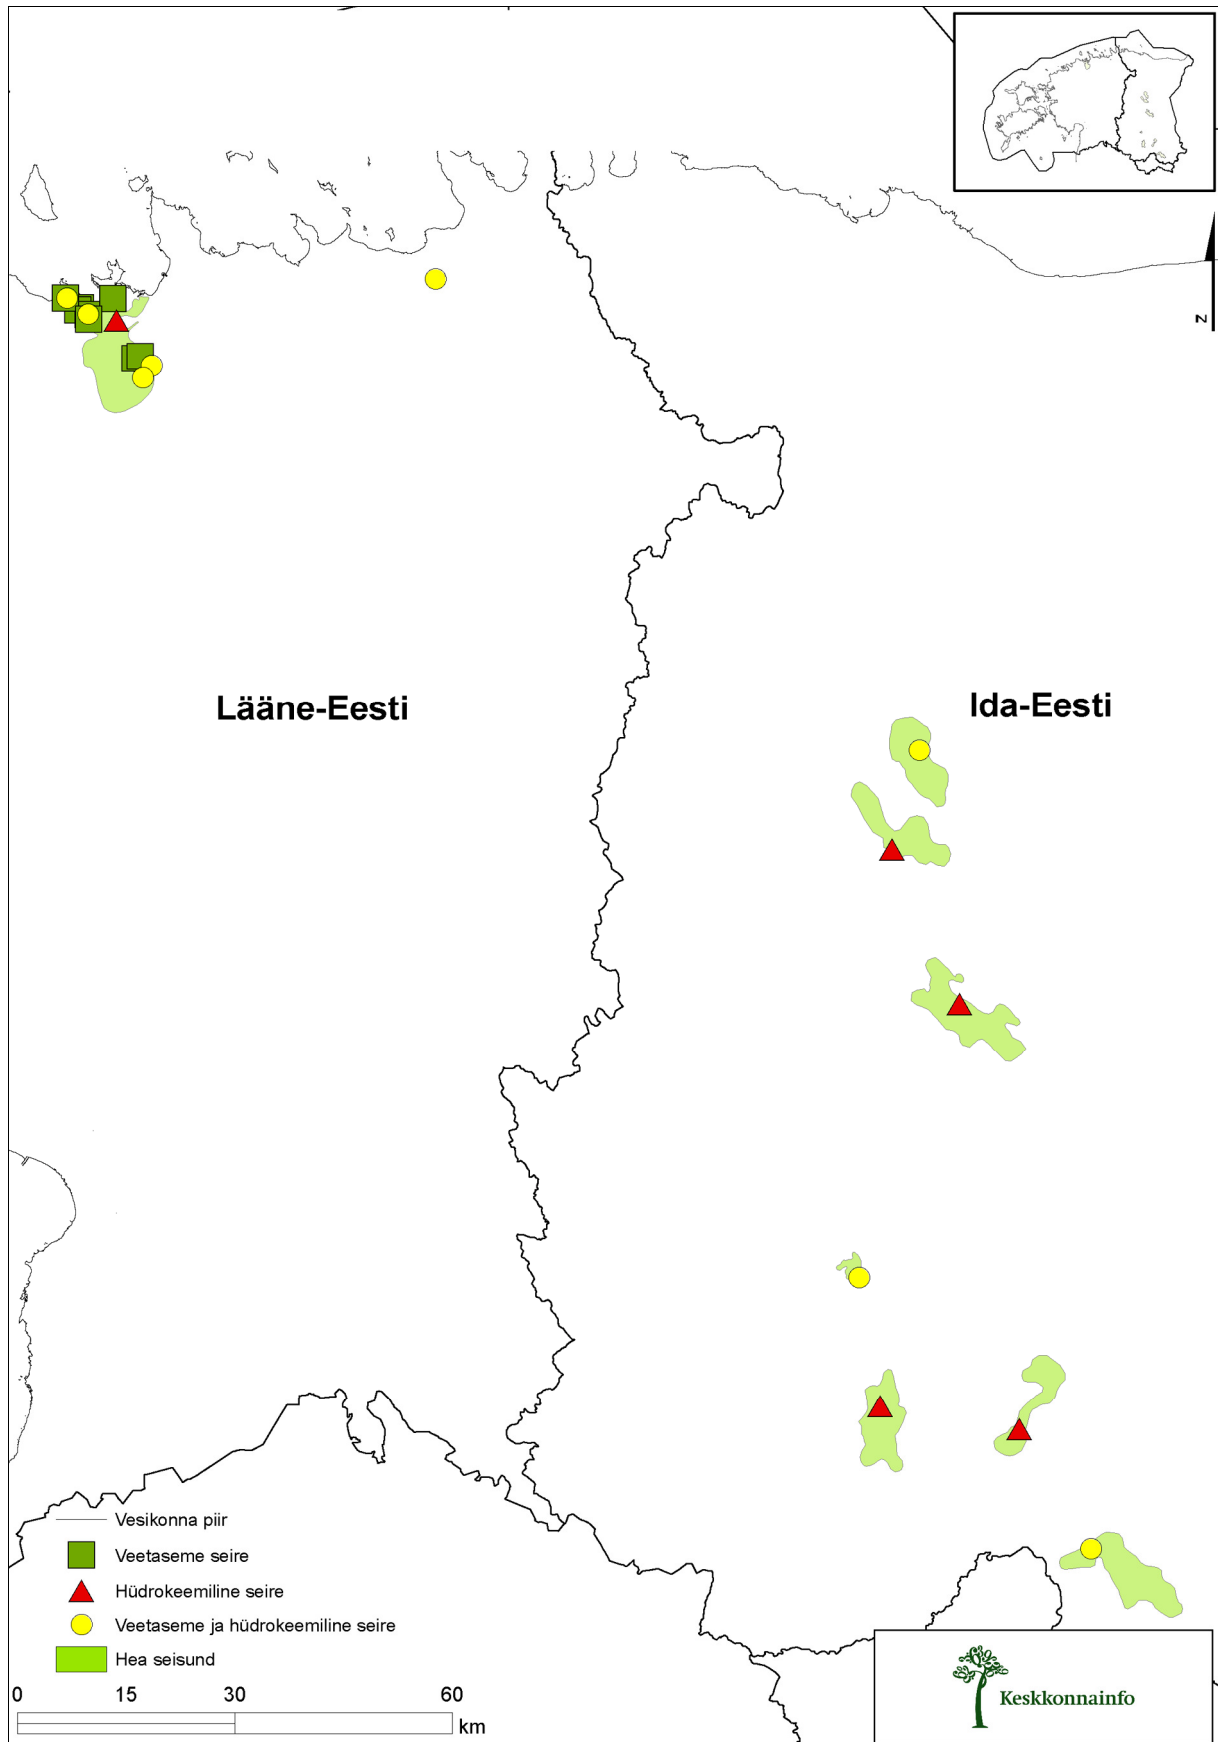 z
Lääne-Eesti
Ida-Eesti
Vesikonna piir
Veetaseme seire
Hüdrokeemiline seire
Veetaseme ja hüdrokeemiline seire
Hea seisund
0 15 30 60
km
Keskkonnainfo